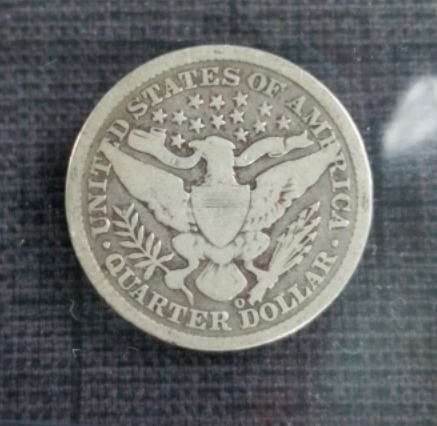 UNITED STATES OF AMERICA
O
· QUARTER DOLLAR ·